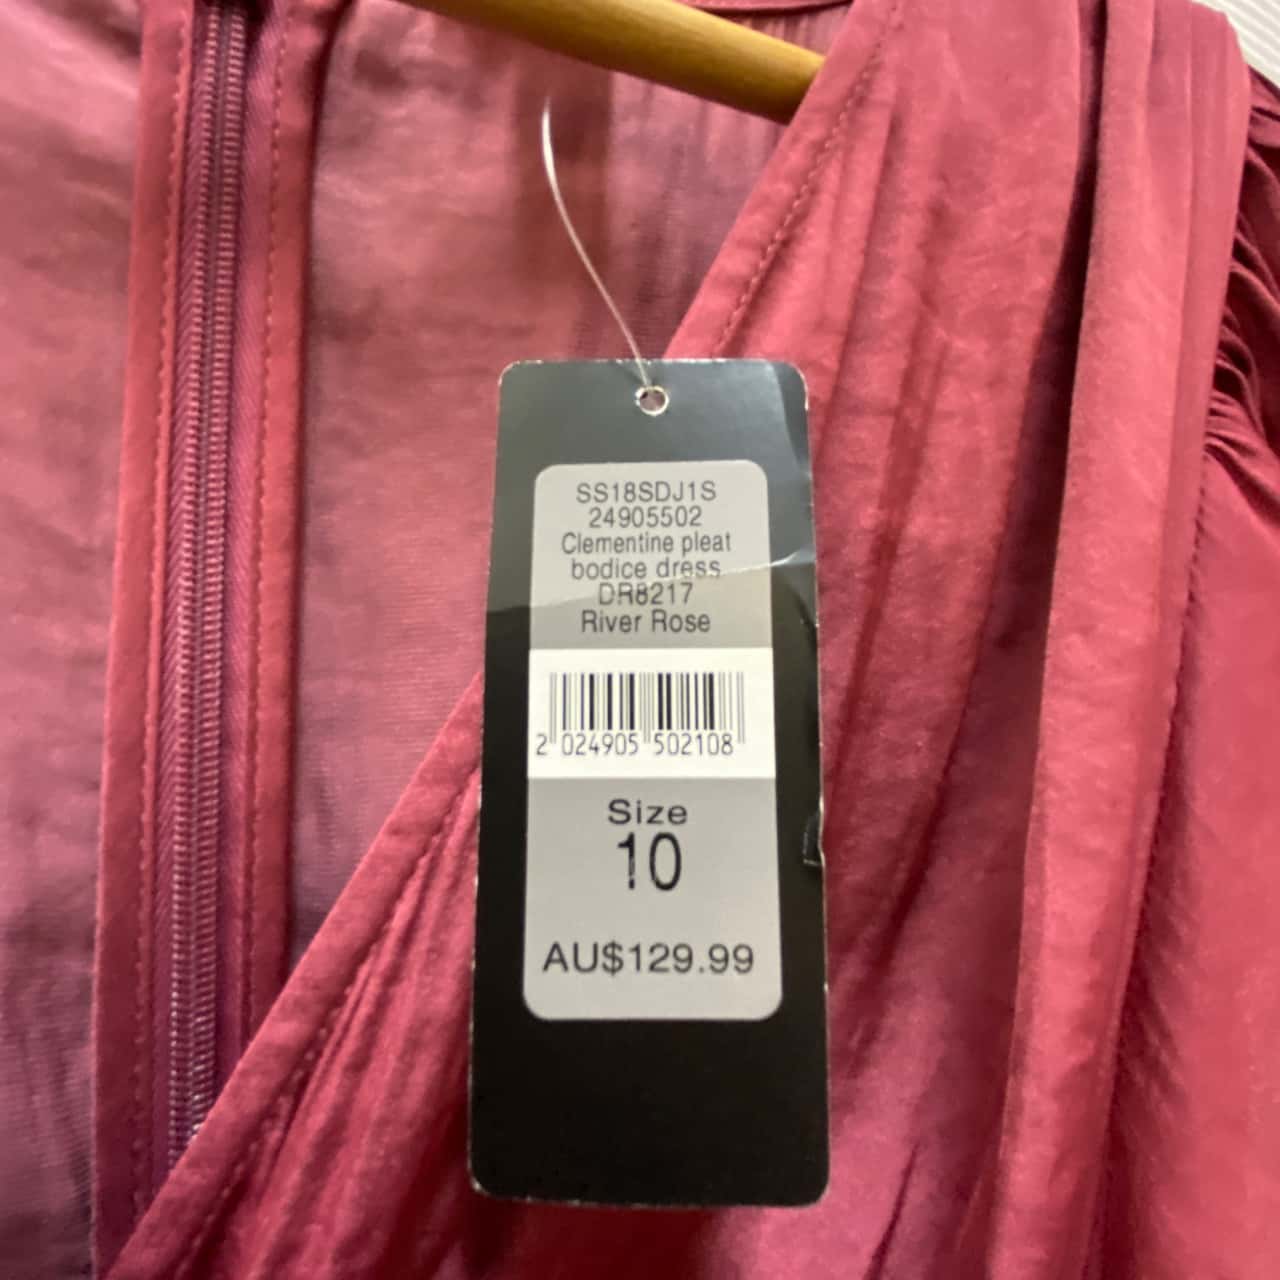 SS18SDJ1S
24905502
Clementine pleat
bodice dress
DR8217
River Rose
2 024905 502108
Size
10
AU$129.99